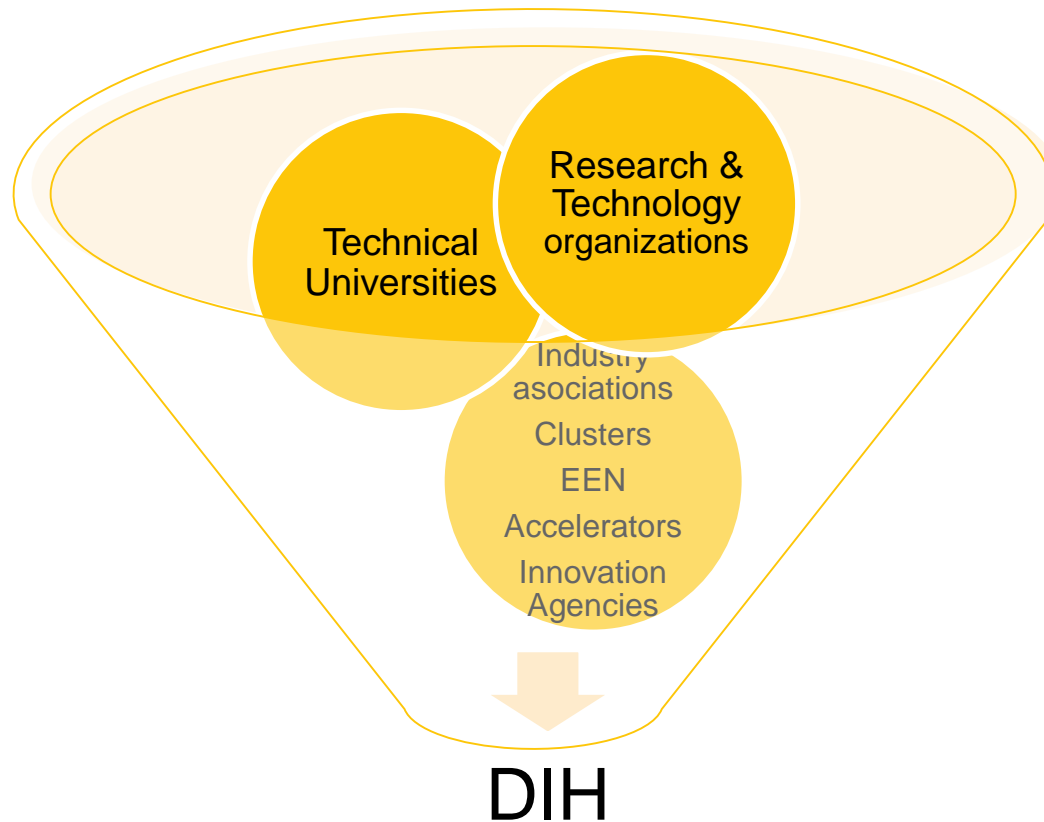 Technical
Universities
Research &
Technology
organizations
Industry
asociations
Clusters
EEN
Accelerators
Innovation
Agencies
DIH